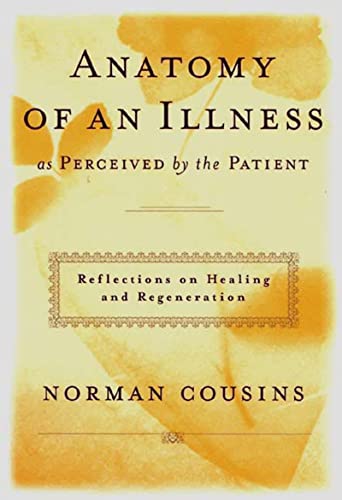 ANATOMY
OF AN ILLNESS
as PERCEIVED by the PATIENT
Reflections on Healing
and Regeneration
NORMAN COUSINS